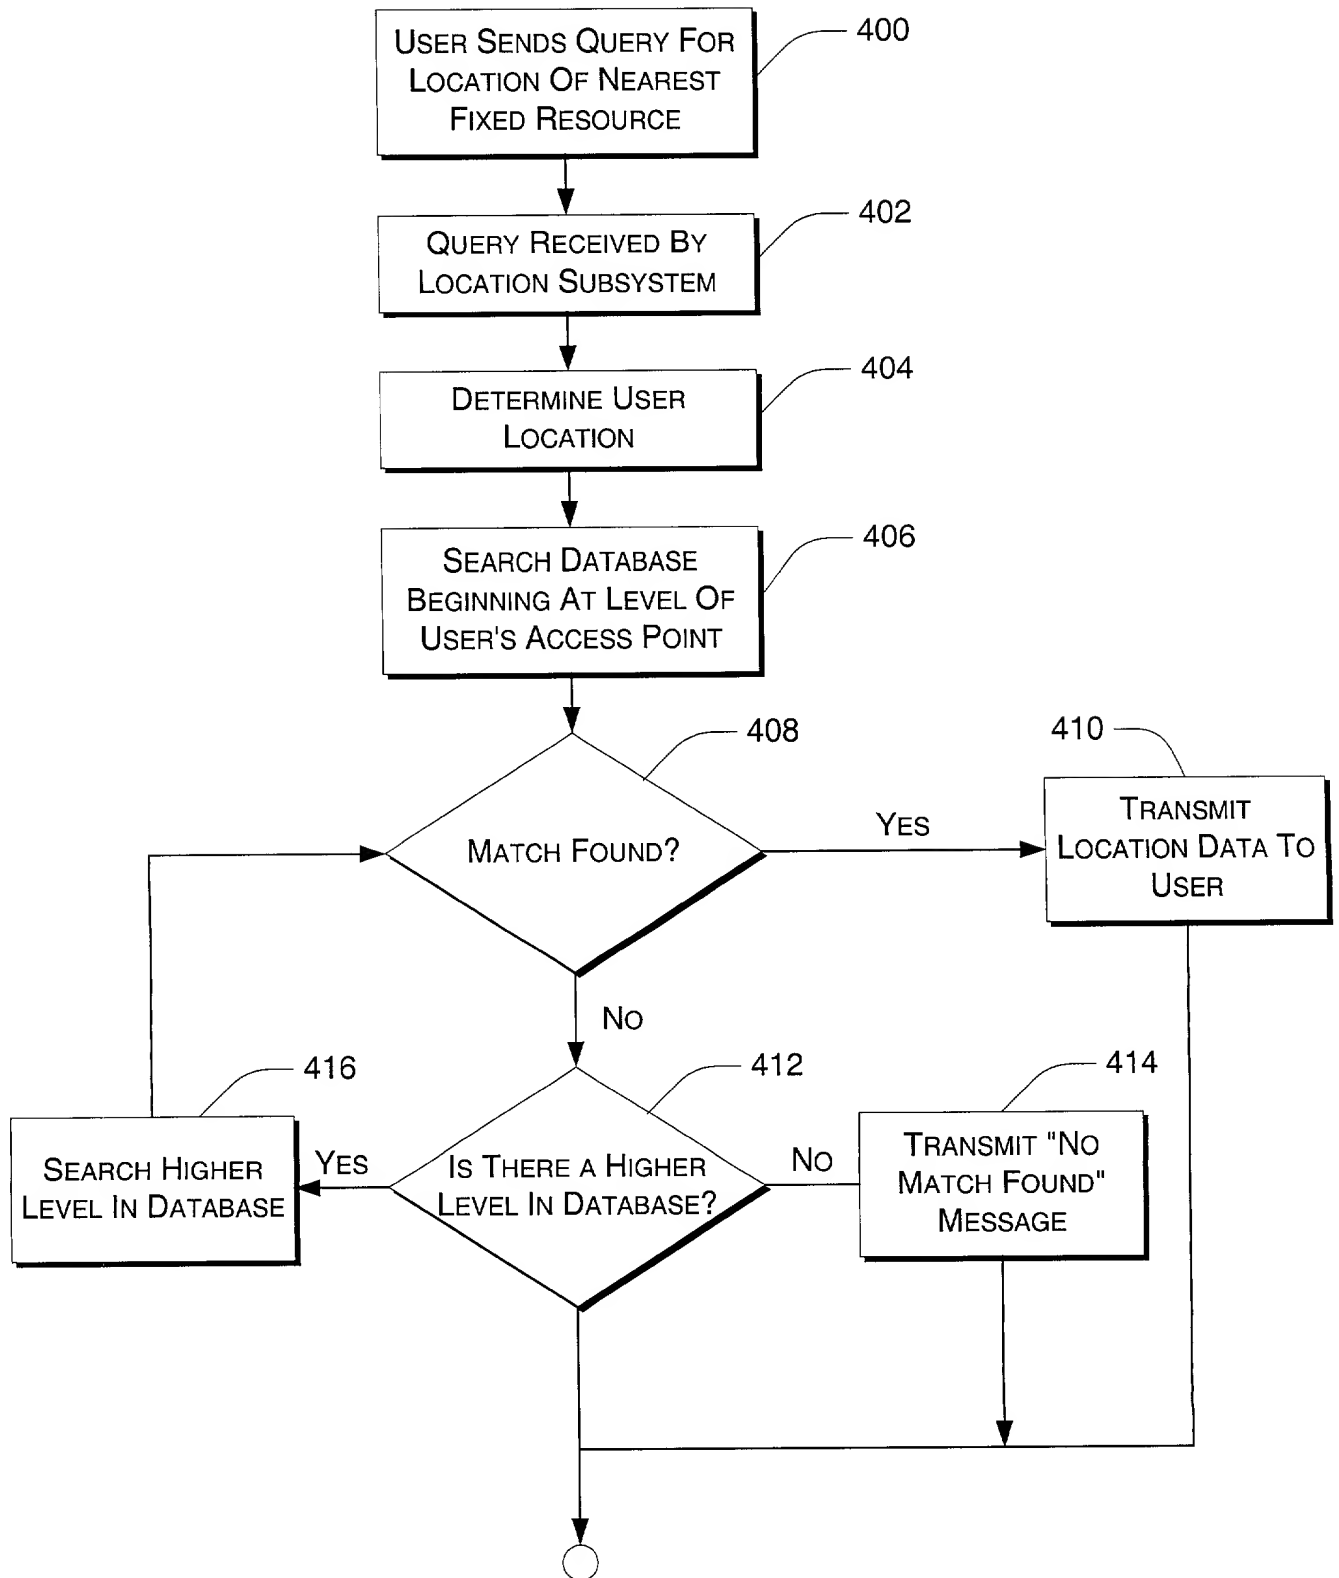 USER SENDS QUERY FOR
LOCATION OF NEAREST
FIXED RESOURCE
400
QUERY RECEIVED BY
LOCATION SUBSYSTEM
402
DETERMINE USER
LOCATION
404
SEARCH DATABASE
BEGINNING AT LEVEL OF
USER'S ACCESS POINT
406
408
MATCH FOUND?
YES
410
TRANSMIT
LOCATION DATA TO
USER
NO
412
IS THERE A HIGHER
LEVEL IN DATABASE?
YES
416
SEARCH HIGHER
LEVEL IN DATABASE
NO
414
TRANSMIT "NO
MATCH FOUND"
MESSAGE